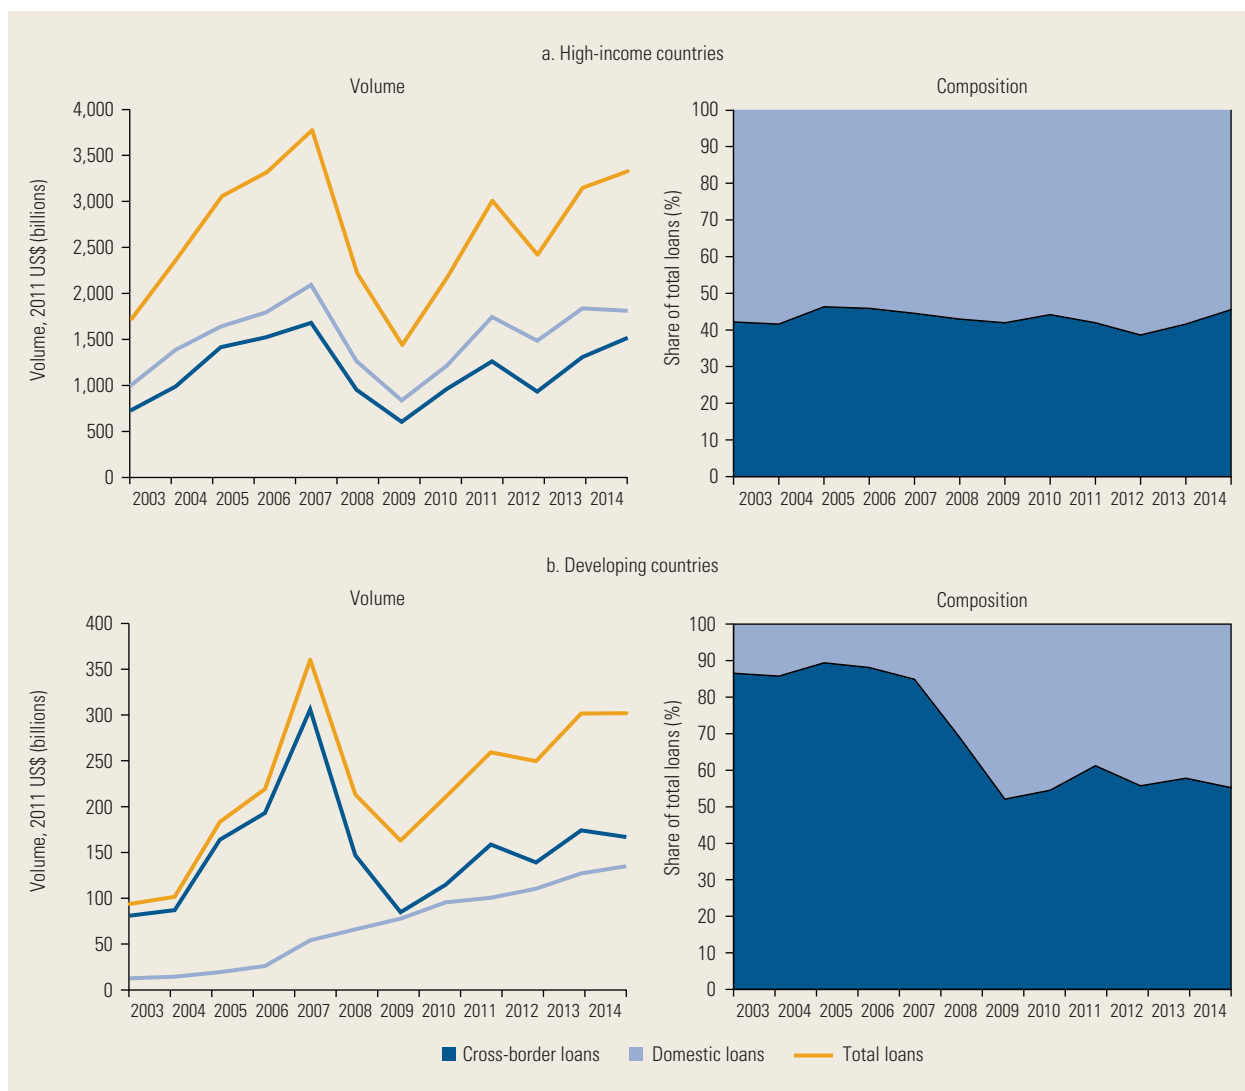 a. High-income countries
Volume
Composition
Volume, 2011 US$ (billions)
4,000
3,500
3,000
2,500
2,000
1,500
1,000
500
0
2003 2004 2005 2006 2007 2008 2009 2010 2011 2012 2013 2014
Share of total loans (%)
100
90
80
70
60
50
40
30
20
10
0
2003 2004 2005 2006 2007 2008 2009 2010 2011 2012 2013 2014
b. Developing countries
Volume
Composition
Volume, 2011 US$ (billions)
400
350
300
250
200
150
100
50
0
2003 2004 2005 2006 2007 2008 2009 2010 2011 2012 2013 2014
Share of total loans (%)
100
90
80
70
60
50
40
30
20
10
0
2003 2004 2005 2006 2007 2008 2009 2010 2011 2012 2013 2014
Cross-border loans Domestic loans Total loans